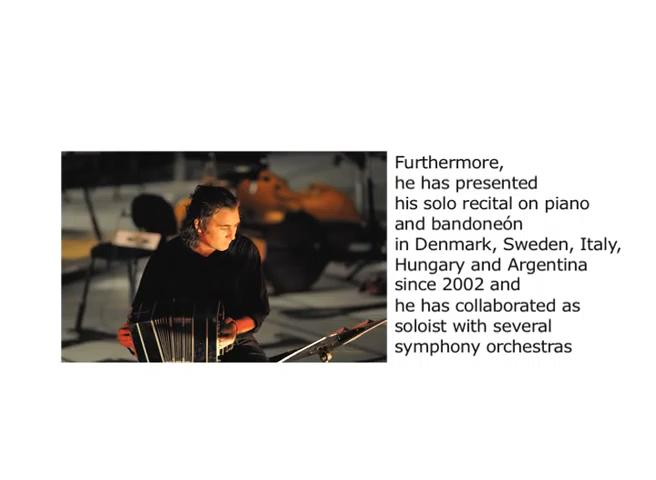 Furthermore,
he has presented
his solo recital on piano
and bandoneón
in Denmark, Sweden, Italy,
Hungary and Argentina
since 2002 and
he has collaborated as
soloist with several
symphony orchestras